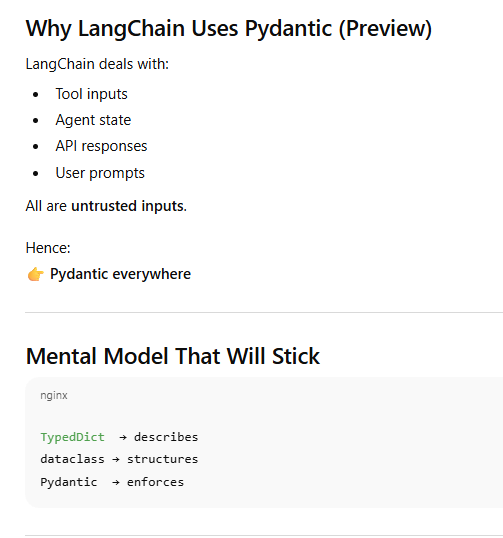 Why LangChain Uses Pydantic (Preview)
LangChain deals with:
• Tool inputs
• Agent state
• API responses
• User prompts
All are untrusted inputs.
Hence:
👉 Pydantic everywhere
Mental Model That Will Stick
nginx
TypedDict → describes
dataclass → structures
Pydantic → enforces